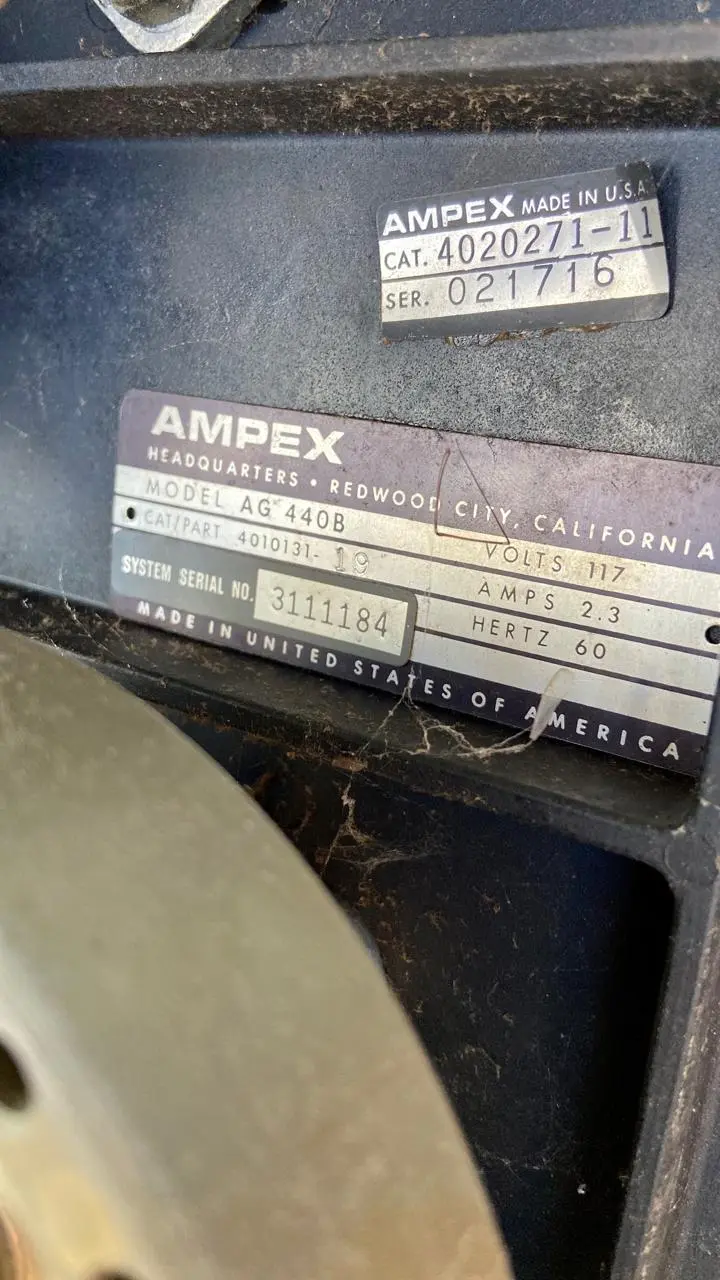 AMPEX MADE IN U.S.A.
CAT. 4020271-11
SER. 021716
AMPEX
HEADQUARTERS • REDWOOD CITY, CALIFORNIA
MODEL AG 440B
VOLTS 117
CAT/PART 4010131-19
AMPS 2.3
SYSTEM SERIAL NO. 3111184
HERTZ 60
MADE IN UNITED STATES OF AMERICA